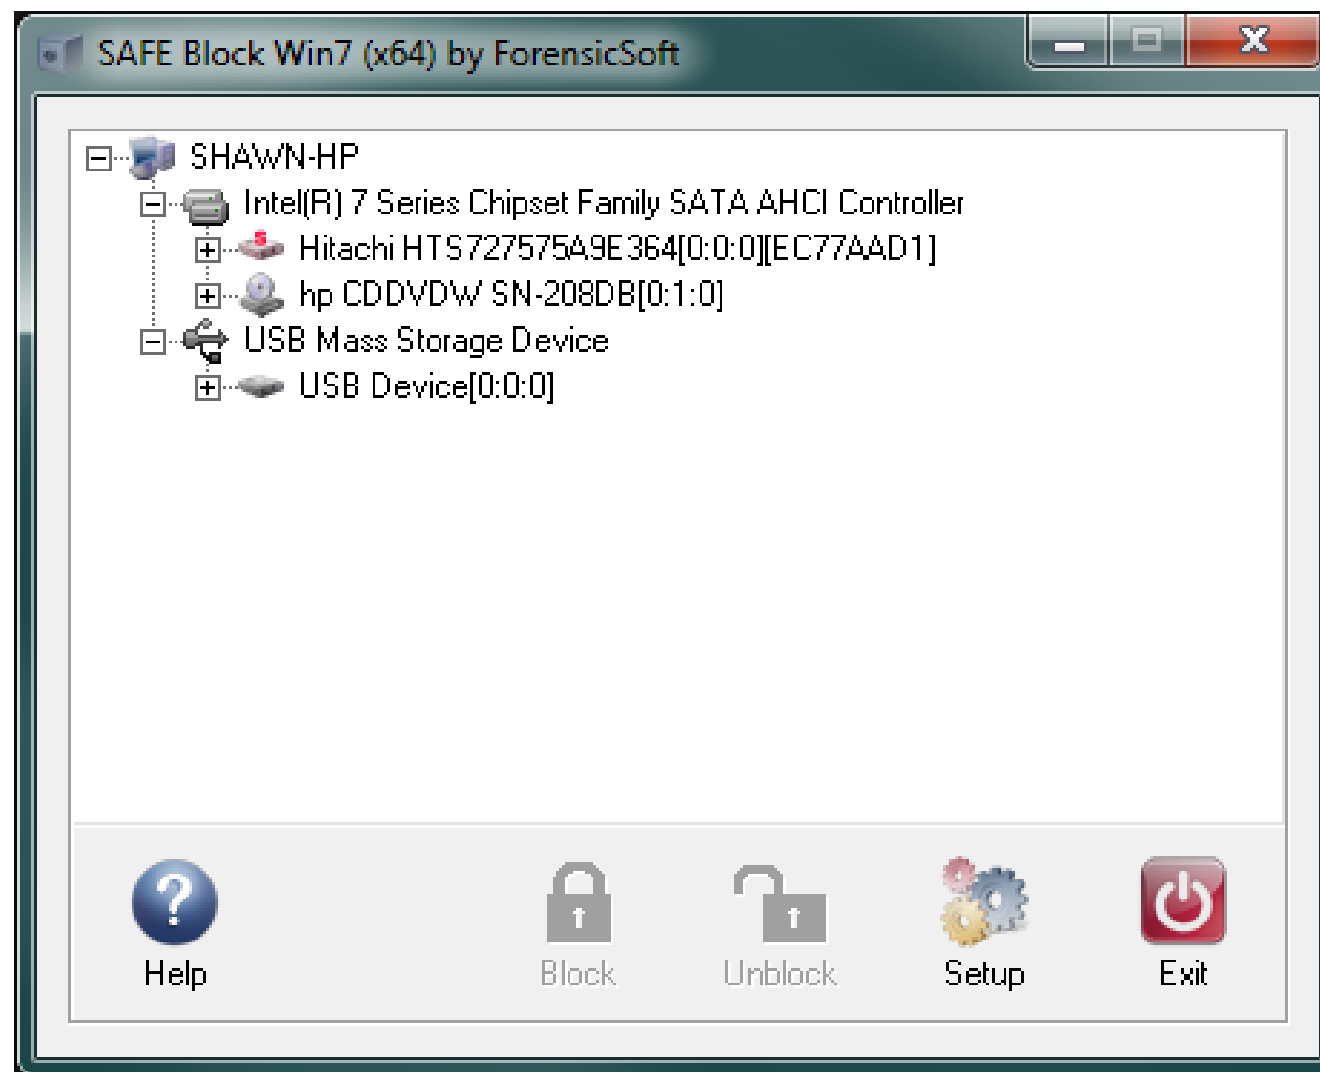 SAFE Block Win7 (x64) by ForensicSoft
SHAWN-HP
Intel(R) 7 Series Chipset Family SATA AHCI Controller
Hitachi HTS727575A9E364[0:0:0][EC77AAD1]
hp CDDVDW SN-208DB[0:1:0]
USB Mass Storage Device
USB Device[0:0:0]
Help Block Unblock Setup Exit